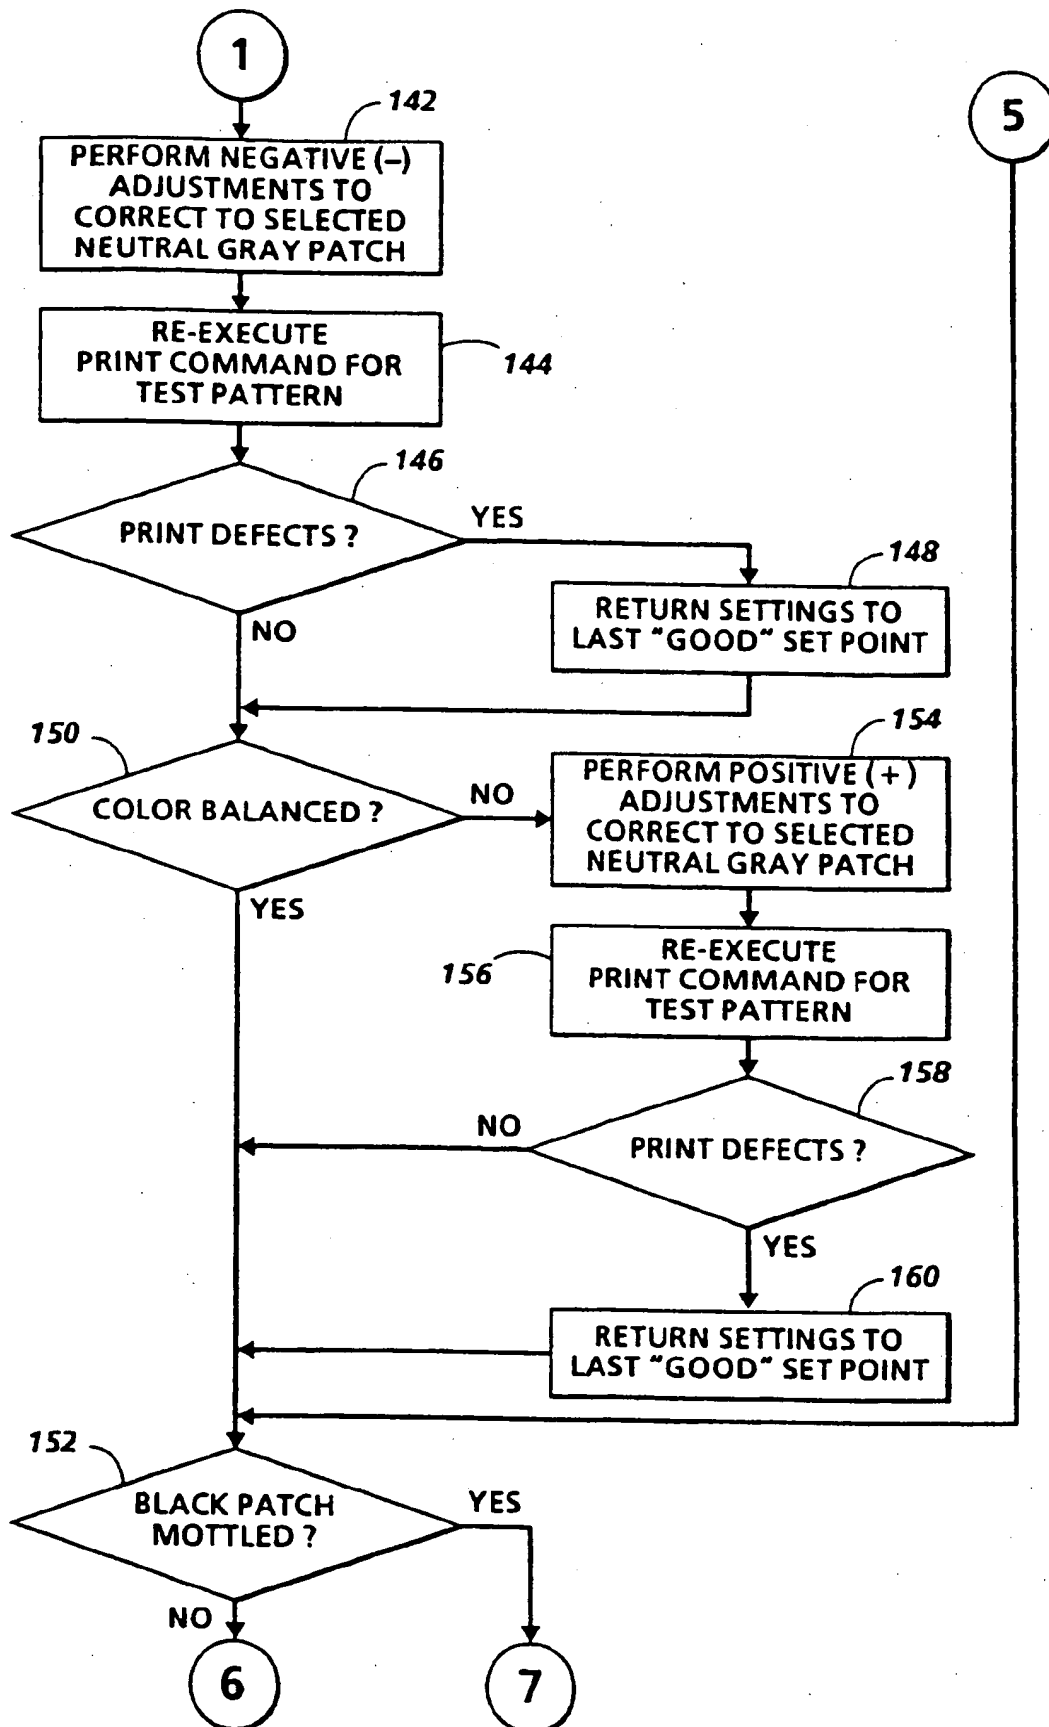 1
5
142
PERFORM NEGATIVE (–)
ADJUSTMENTS TO
CORRECT TO SELECTED
NEUTRAL GRAY PATCH
RE-EXECUTE
PRINT COMMAND FOR
TEST PATTERN
144
146
PRINT DEFECTS ?
YES
NO
148
RETURN SETTINGS TO
LAST "GOOD" SET POINT
150
COLOR BALANCED ?
NO
YES
154
PERFORM POSITIVE (+)
ADJUSTMENTS TO
CORRECT TO SELECTED
NEUTRAL GRAY PATCH
156
RE-EXECUTE
PRINT COMMAND FOR
TEST PATTERN
158
PRINT DEFECTS ?
NO
YES
160
RETURN SETTINGS TO
LAST "GOOD" SET POINT
152
BLACK PATCH
MOTTLED ?
YES
NO
6
7